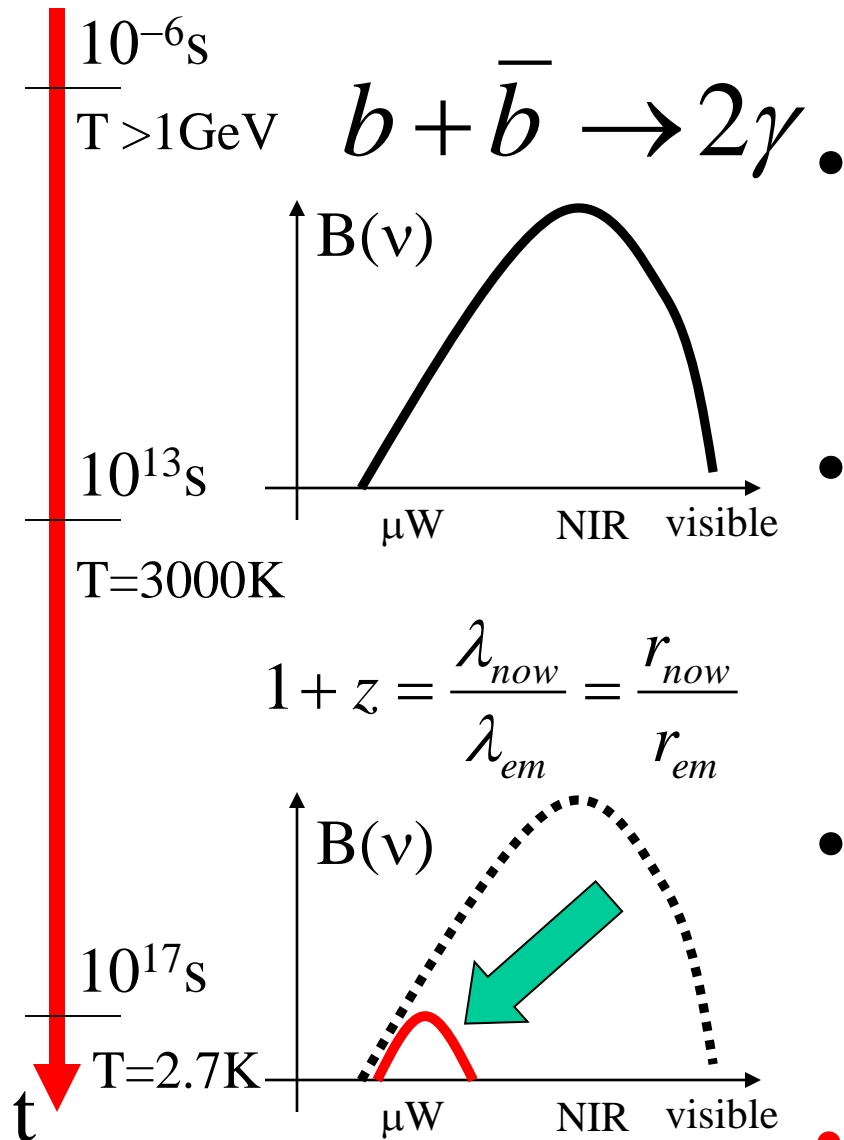 10⁻⁶s
T >1GeV
b + b̅ → 2γ
B(ν)
10¹³s
μW NIR visible
T=3000K
1 + z = λ_now / λ_em = r_now / r_em
B(ν)
10¹⁷s
T=2.7K
μW NIR visible
t